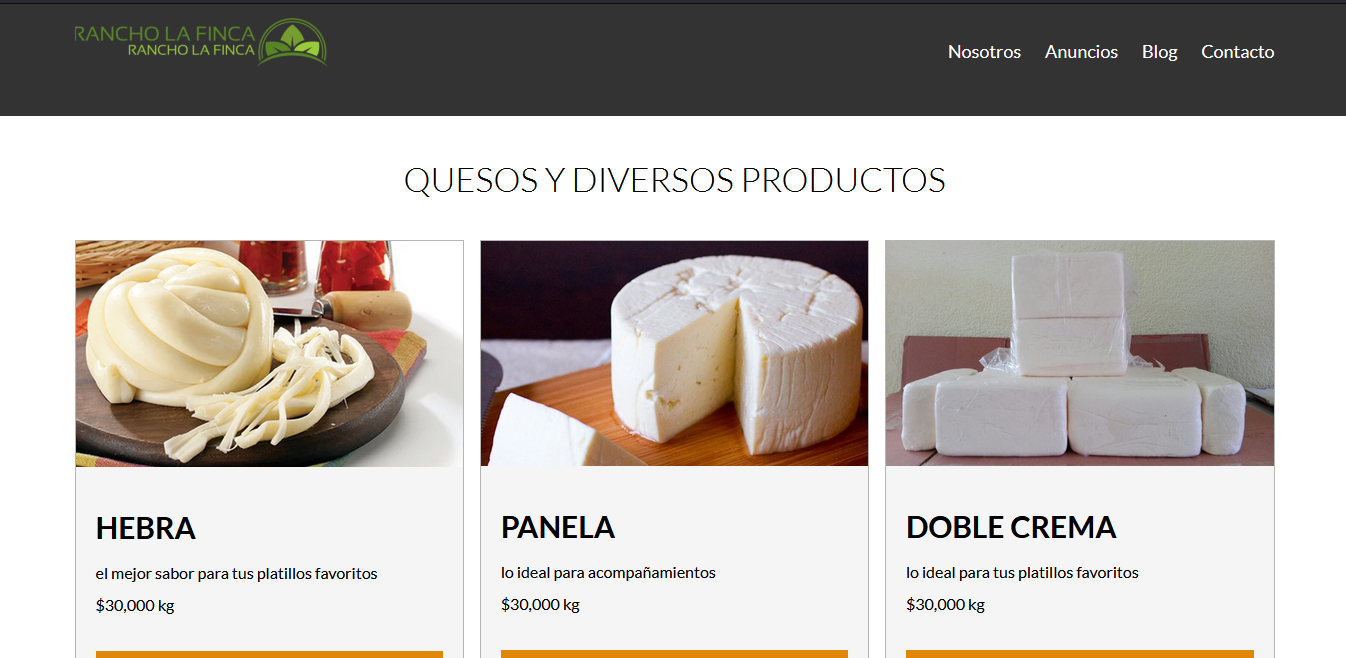 RANCHO LA FINCA
RANCHO LA FINCA
Nosotros Anuncios Blog Contacto
QUESOS Y DIVERSOS PRODUCTOS
HEBRA
el mejor sabor para tus platillos favoritos
$30,000 kg
PANELA
lo ideal para acompañamientos
$30,000 kg
DOBLE CREMA
lo ideal para tus platillos favoritos
$30,000 kg